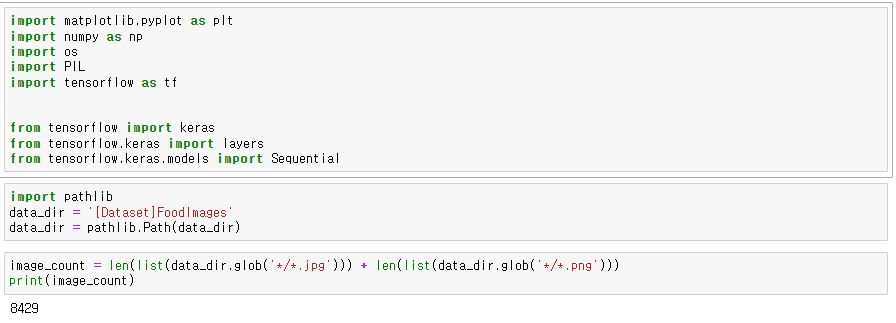 import matplotlib.pyplot as plt
import numpy as np
import os
import PIL
import tensorflow as tf
from tensorflow import keras
from tensorflow.keras import layers
from tensorflow.keras.models import Sequential
import pathlib
data_dir = '[Dataset]FoodImages'
data_dir = pathlib.Path(data_dir)
image_count = len(list(data_dir.glob('*/*.jpg'))) + len(list(data_dir.glob('*/*.png')))
print(image_count)
8429